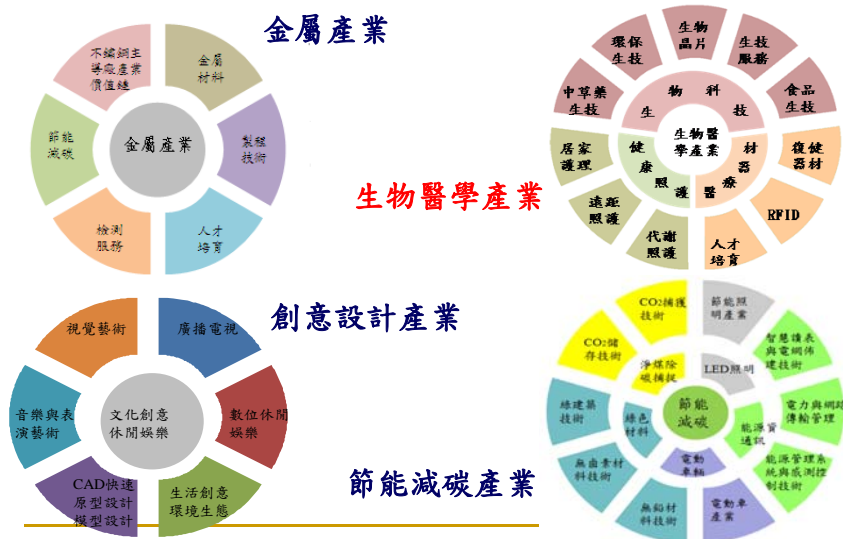 金屬產業
不鏽鋼主
導廠產業
價值鏈
金屬
材料
製程
技術
人才
培育
檢測
服務
節能
減碳
金屬產業
生物醫學產業
生物
晶片
生技
服務
食品
生技
復健
器材
RFID
人才
培育
代謝
照護
遠距
照護
居家
護理
中草藥
生技
環保
生技
生物科技
健康照護
醫療器材
生物醫
學產業
創意設計產業
視覺藝術
廣播電視
數位休閒
娛樂
生活創意
環境生態
CAD快速
原型設計
模型設計
音樂與表
演藝術
文化創意
休閒娛樂
節能減碳產業
CO2捕獲
技術
節能照
明產業
智慧讀表
與電網佈
建技術
電力與網路
傳輸管理
能源管理系
統與感測控
制技術
電動車
產業
無鉛材
料技術
無鹵素材
料技術
綠建築
技術
CO2儲
存技術
淨煤除
碳捕捉
LED照明
能源資
通訊
電動
車輛
綠色
材料
節能
減碳